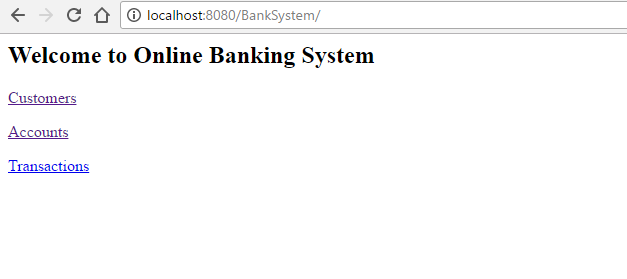 localhost:8080/BankSystem/
Welcome to Online Banking System
Customers
Accounts
Transactions